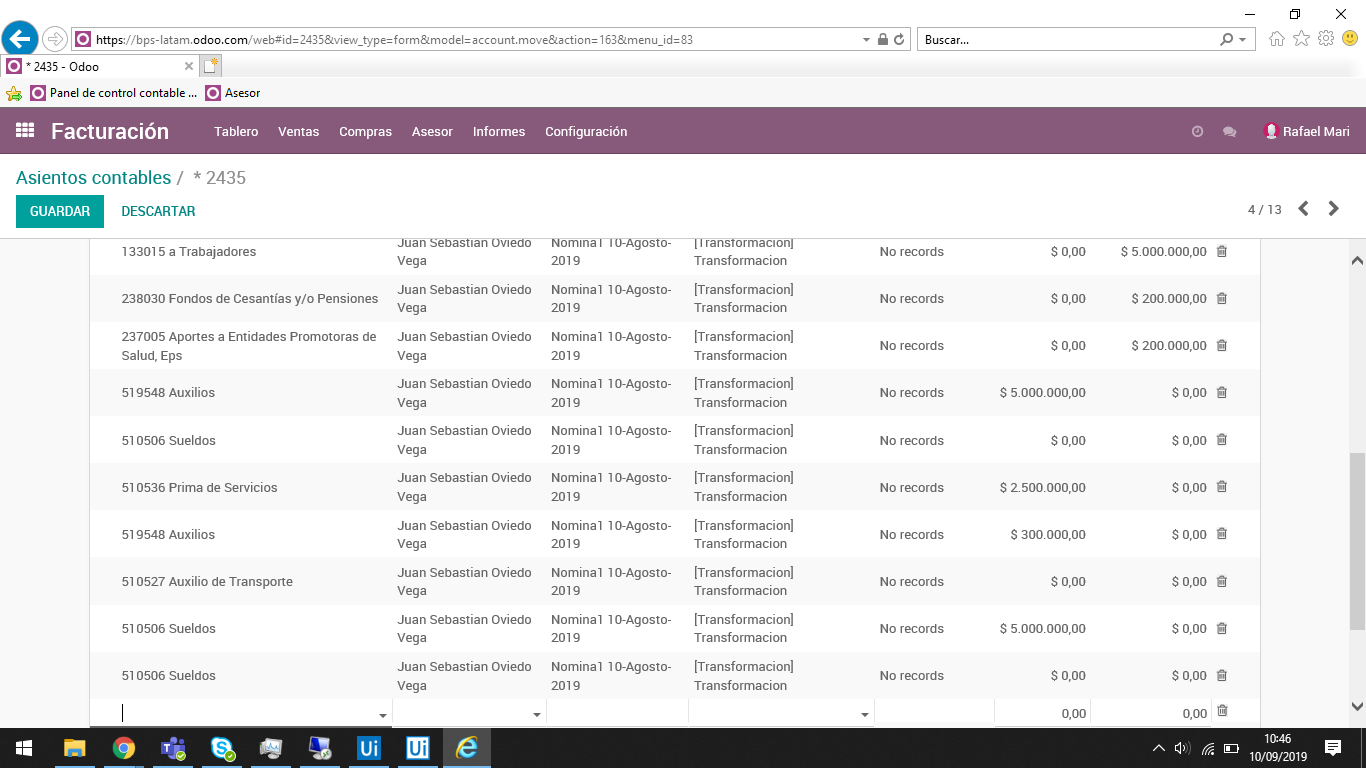 https://bps-latam.odoo.com/web#id=2435&view_type=form&model=account.move&action=163&menu_id=83
Buscar...
* 2435 - Odoo
Panel de control contable ...
Asesor
Facturación
Tablero
Ventas
Compras
Asesor
Informes
Configuración
Rafael Mari
Asientos contables / * 2435
GUARDAR
DESCARTAR
4 / 13
133015 a Trabajadores
Juan Sebastian Oviedo
Vega
Nomina1 10-Agosto-
2019
[Transformacion]
Transformacion
No records
$ 0,00
$ 5.000.000,00
238030 Fondos de Cesantías y/o Pensiones
Juan Sebastian Oviedo
Vega
Nomina1 10-Agosto-
2019
[Transformacion]
Transformacion
No records
$ 0,00
$ 200.000,00
237005 Aportes a Entidades Promotoras de
Salud, Eps
Juan Sebastian Oviedo
Vega
Nomina1 10-Agosto-
2019
[Transformacion]
Transformacion
No records
$ 0,00
$ 200.000,00
519548 Auxilios
Juan Sebastian Oviedo
Vega
Nomina1 10-Agosto-
2019
[Transformacion]
Transformacion
No records
$ 5.000.000,00
$ 0,00
510506 Sueldos
Juan Sebastian Oviedo
Vega
Nomina1 10-Agosto-
2019
[Transformacion]
Transformacion
No records
$ 0,00
$ 0,00
510536 Prima de Servicios
Juan Sebastian Oviedo
Vega
Nomina1 10-Agosto-
2019
[Transformacion]
Transformacion
No records
$ 2.500.000,00
$ 0,00
519548 Auxilios
Juan Sebastian Oviedo
Vega
Nomina1 10-Agosto-
2019
[Transformacion]
Transformacion
No records
$ 300.000,00
$ 0,00
510527 Auxilio de Transporte
Juan Sebastian Oviedo
Vega
Nomina1 10-Agosto-
2019
[Transformacion]
Transformacion
No records
$ 0,00
$ 0,00
510506 Sueldos
Juan Sebastian Oviedo
Vega
Nomina1 10-Agosto-
2019
[Transformacion]
Transformacion
No records
$ 5.000.000,00
$ 0,00
510506 Sueldos
Juan Sebastian Oviedo
Vega
Nomina1 10-Agosto-
2019
[Transformacion]
Transformacion
No records
$ 0,00
$ 0,00
0,00
0,00
Ui
Ui
10:46
10/09/2019